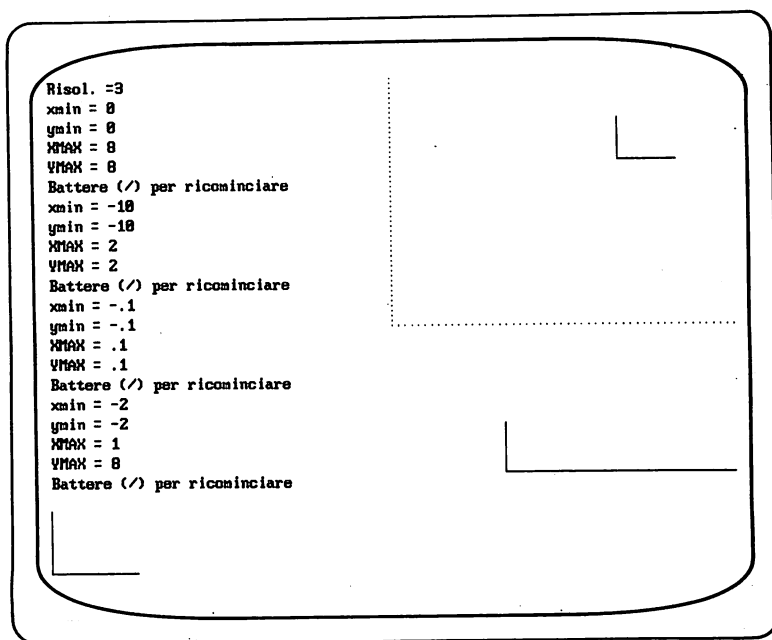 Risol. =3
xmin = 0
ymin = 0
XMAX = 8
YMAX = 8
Battere (/) per ricominciare
xmin = -10
ymin = -10
XMAX = 2
YMAX = 2
Battere (/) per ricominciare
xmin = -.1
ymin = -.1
XMAX = .1
YMAX = .1
Battere (/) per ricominciare
xmin = -2
ymin = -2
XMAX = 1
YMAX = 8
Battere (/) per ricominciare